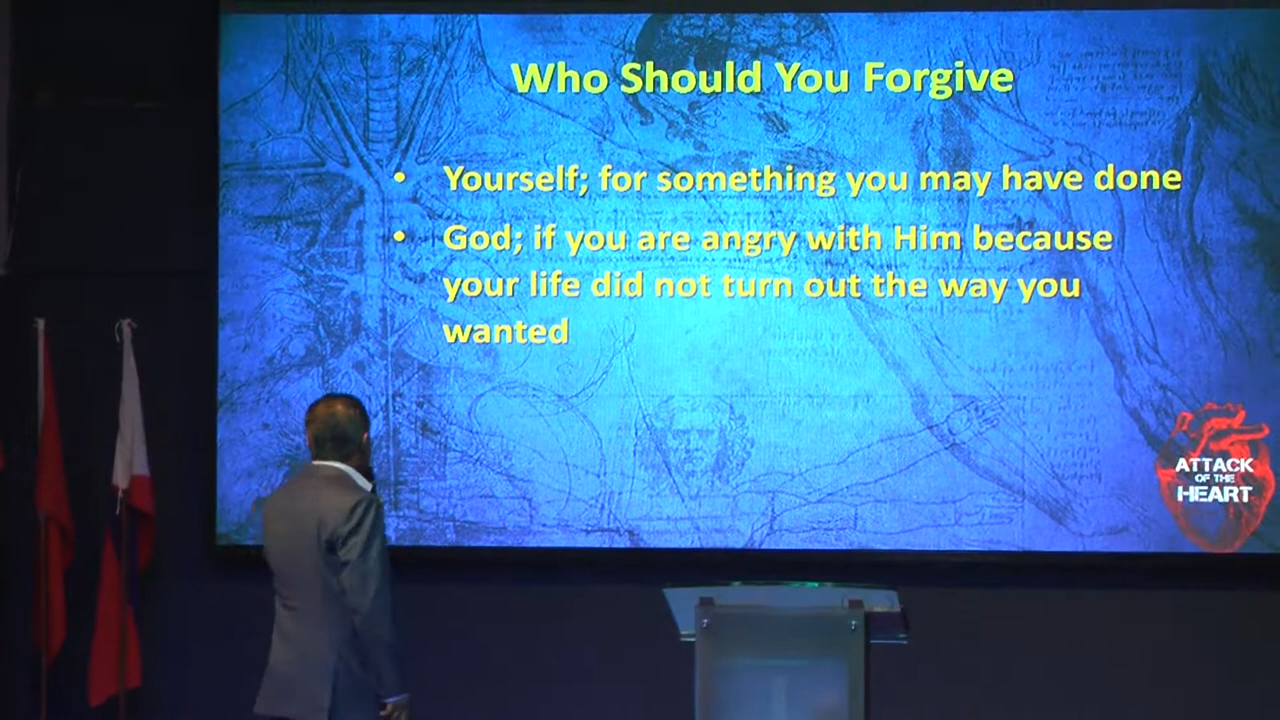 Who Should You Forgive
• Yourself; for something you may have done
• God; if you are angry with Him because
your life did not turn out the way you
wanted
ATTACK
OF THE
HEART